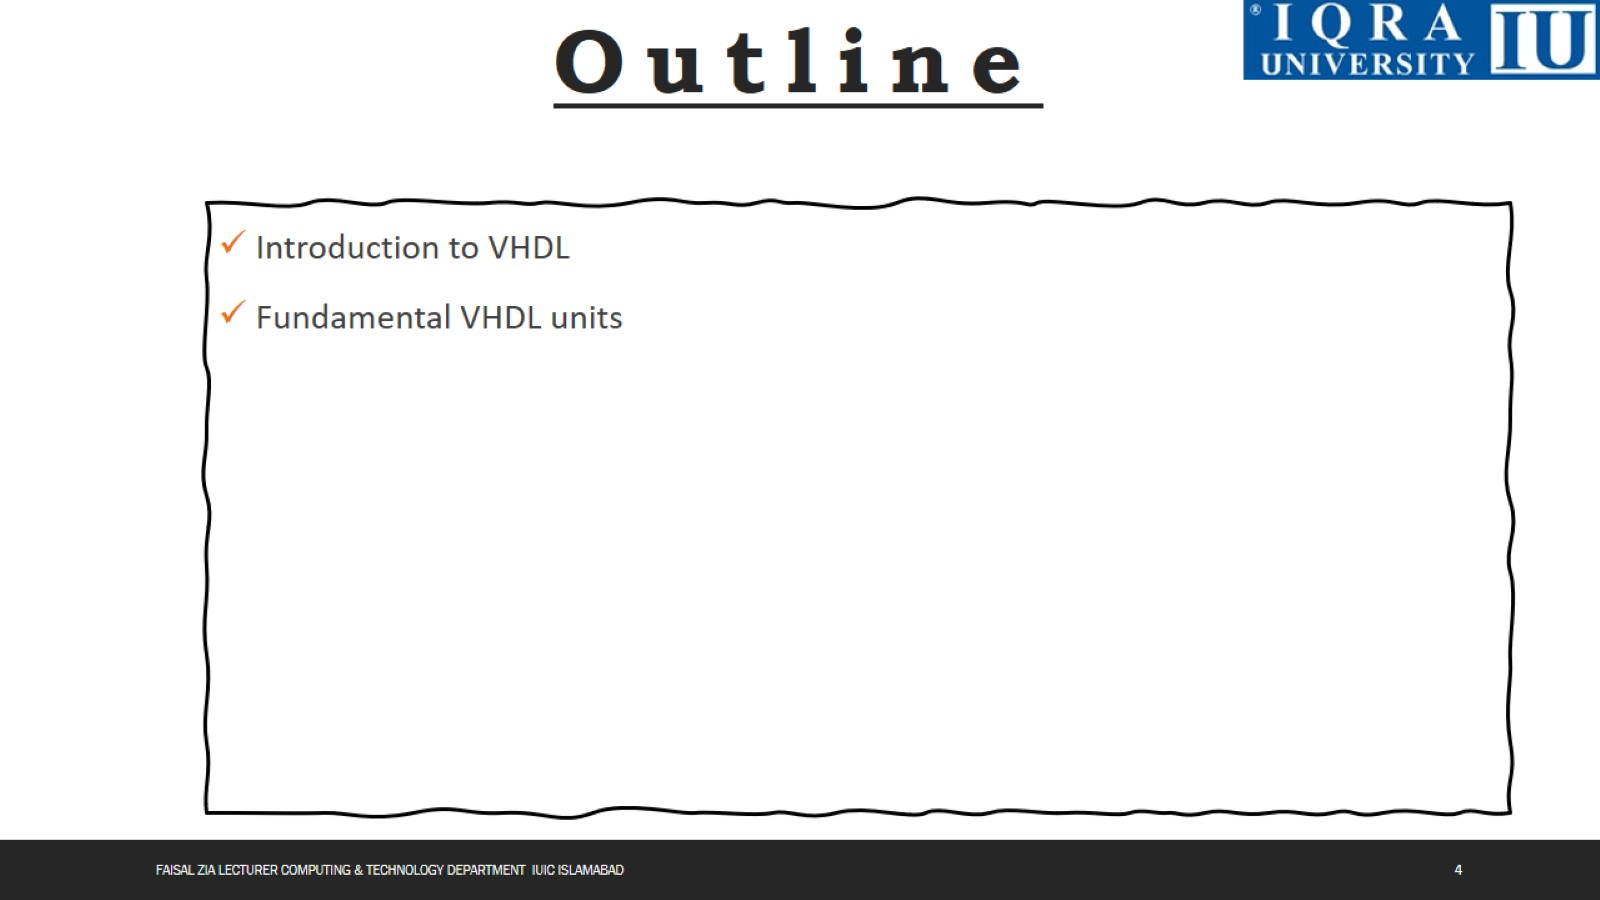 Outline
® IQRA
UNIVERSITY
IU
Introduction to VHDL
Fundamental VHDL units
FAISAL ZIA LECTURER COMPUTING & TECHNOLOGY DEPARTMENT IUIC ISLAMABAD
4